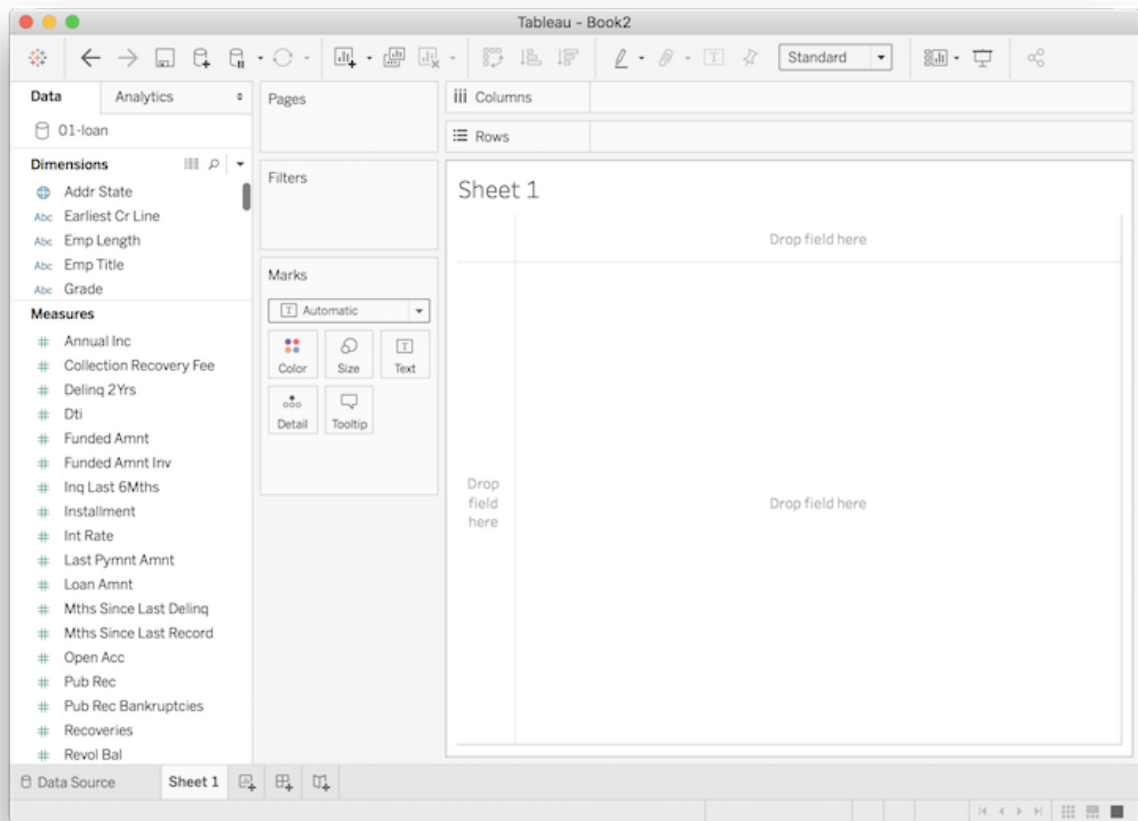 Tableau - Book2
Standard
Data
Analytics
01-loan
Dimensions
Addr State
Abc Earliest Cr Line
Abc Emp Length
Abc Emp Title
Abc Grade
Measures
# Annual Inc
# Collection Recovery Fee
# Delinq 2Yrs
# Dti
# Funded Amnt
# Funded Amnt Inv
# Inq Last 6Mths
# Installment
# Int Rate
# Last Pymnt Amnt
# Loan Amnt
# Mths Since Last Delinq
# Mths Since Last Record
# Open Acc
# Pub Rec
# Pub Rec Bankruptcies
# Recoveries
# Revol Bal
Pages
Filters
Marks
T Automatic
Color
Size
T
Text
Detail
Tooltip
Columns
Rows
Sheet 1
Drop field here
Drop
field
here
Drop field here
Data Source
Sheet 1